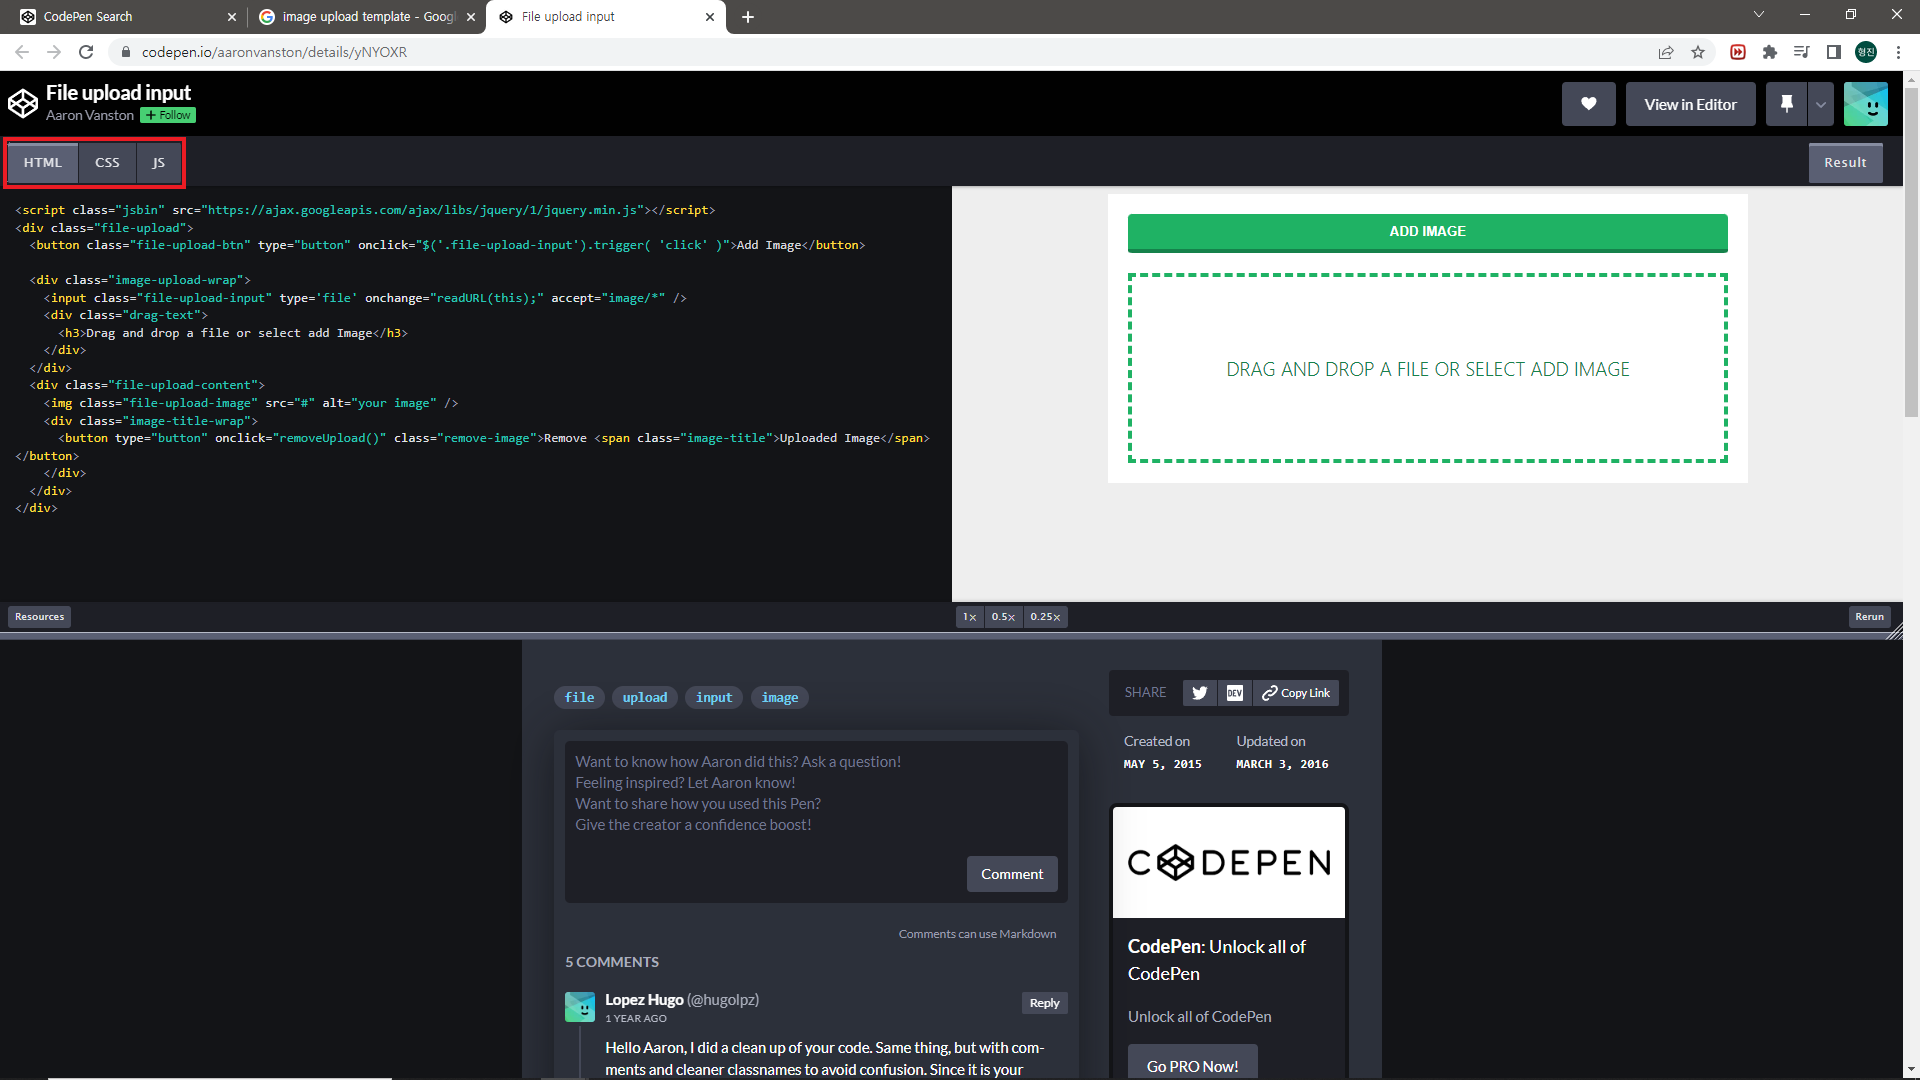 CodePen Search
image upload template - Googl
File upload input
codepen.io/aaronvanston/details/yNYOXR
형진
File upload input
Aaron Vanston + Follow
View in Editor
HTML CSS JS
Result
<script class="jsbin" src="https://ajax.googleapis.com/ajax/libs/jquery/1/jquery.min.js"></script>
<div class="file-upload">
  <button class="file-upload-btn" type="button" onclick="$('.file-upload-input').trigger( 'click' )">Add Image</button>
  <div class="image-upload-wrap">
    <input class="file-upload-input" type='file' onchange="readURL(this);" accept="image/*" />
    <div class="drag-text">
      <h3>Drag and drop a file or select add Image</h3>
    </div>
  </div>
  <div class="file-upload-content">
    <img class="file-upload-image" src="#" alt="your image" />
    <div class="image-title-wrap">
      <button type="button" onclick="removeUpload()" class="remove-image">Remove <span class="image-title">Uploaded Image</span>
</button>
    </div>
  </div>
</div>
ADD IMAGE
DRAG AND DROP A FILE OR SELECT ADD IMAGE
Resources
1x 0.5x 0.25x
Rerun
file upload input image
SHARE DEV Copy Link
Created on Updated on
MAY 5, 2015 MARCH 3, 2016
Want to know how Aaron did this? Ask a question!
Feeling inspired? Let Aaron know!
Want to share how you used this Pen?
Give the creator a confidence boost!
Comment
Comments can use Markdown
5 COMMENTS
Lopez Hugo (@hugolpz)
1 YEAR AGO
Reply
Hello Aaron, I did a clean up of your code. Same thing, but with com-
ments and cleaner classnames to avoid confusion. Since it is your
CODEPEN
CodePen: Unlock all of
CodePen
Unlock all of CodePen
Go PRO Now!